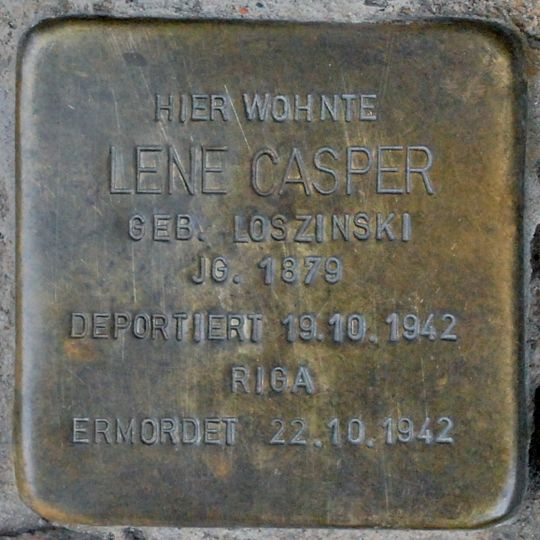 HIER WOHNTE
LENE CASPER
GEB. LOSZINSKI
JG. 1879
DEPORTIERT 19.10.1942
RIGA
ERMORDET 22.10.1942